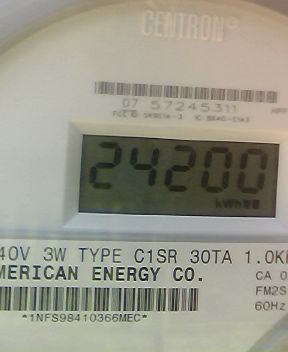 CENTRON
07 57245311
24200
kWh
40V 3W TYPE C1SR 30TA 1.0K
MERICAN ENERGY CO.
CA 0
FM2S
60Hz
*1NFS98410366MEC*